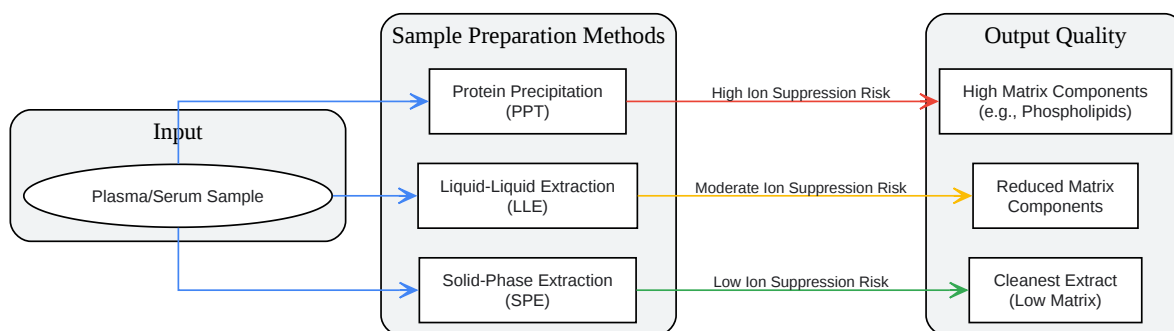 Sample Preparation Methods
Output Quality
Input
Plasma/Serum Sample
Protein Precipitation
(PPT)
High Ion Suppression Risk
High Matrix Components
(e.g., Phospholipids)
Liquid-Liquid Extraction
(LLE)
Moderate Ion Suppression Risk
Reduced Matrix
Components
Solid-Phase Extraction
(SPE)
Low Ion Suppression Risk
Cleanest Extract
(Low Matrix)